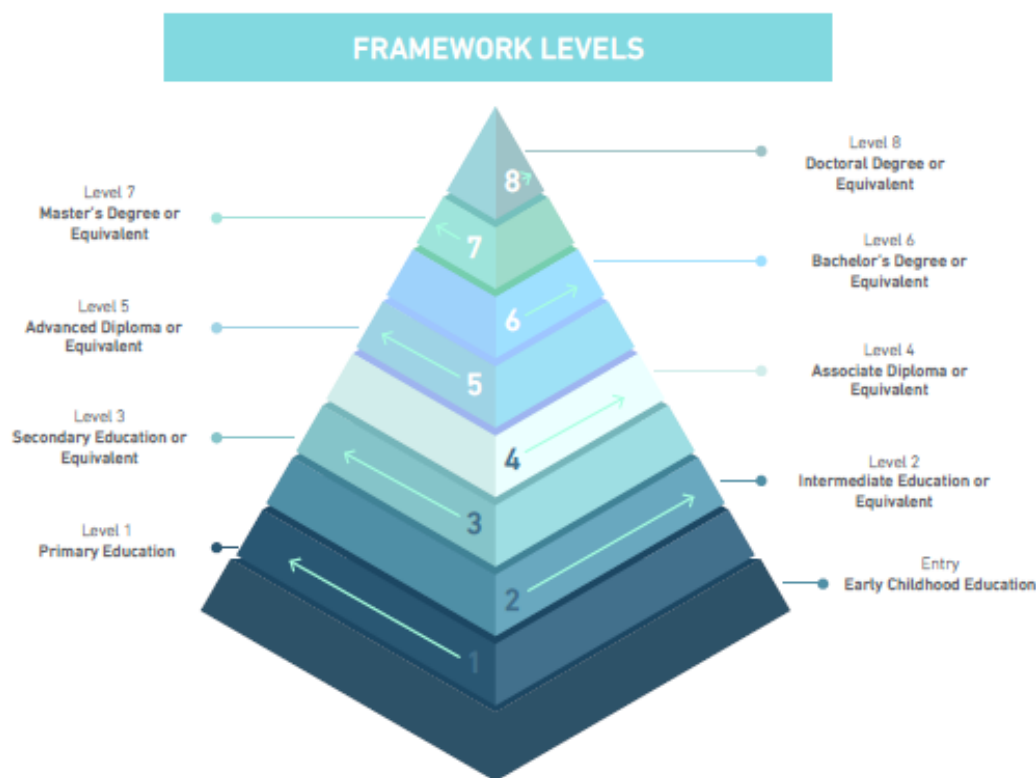 FRAMEWORK LEVELS
Level 8
Doctoral Degree or
Equivalent
8
Level 7
Master's Degree or
Equivalent
7
Level 6
Bachelor's Degree or
Equivalent
6
Level 5
Advanced Diploma or
Equivalent
5
Level 4
Associate Diploma or
Equivalent
4
Level 3
Secondary Education or
Equivalent
3
Level 2
Intermediate Education or
Equivalent
2
Level 1
Primary Education
1
Entry
Early Childhood Education